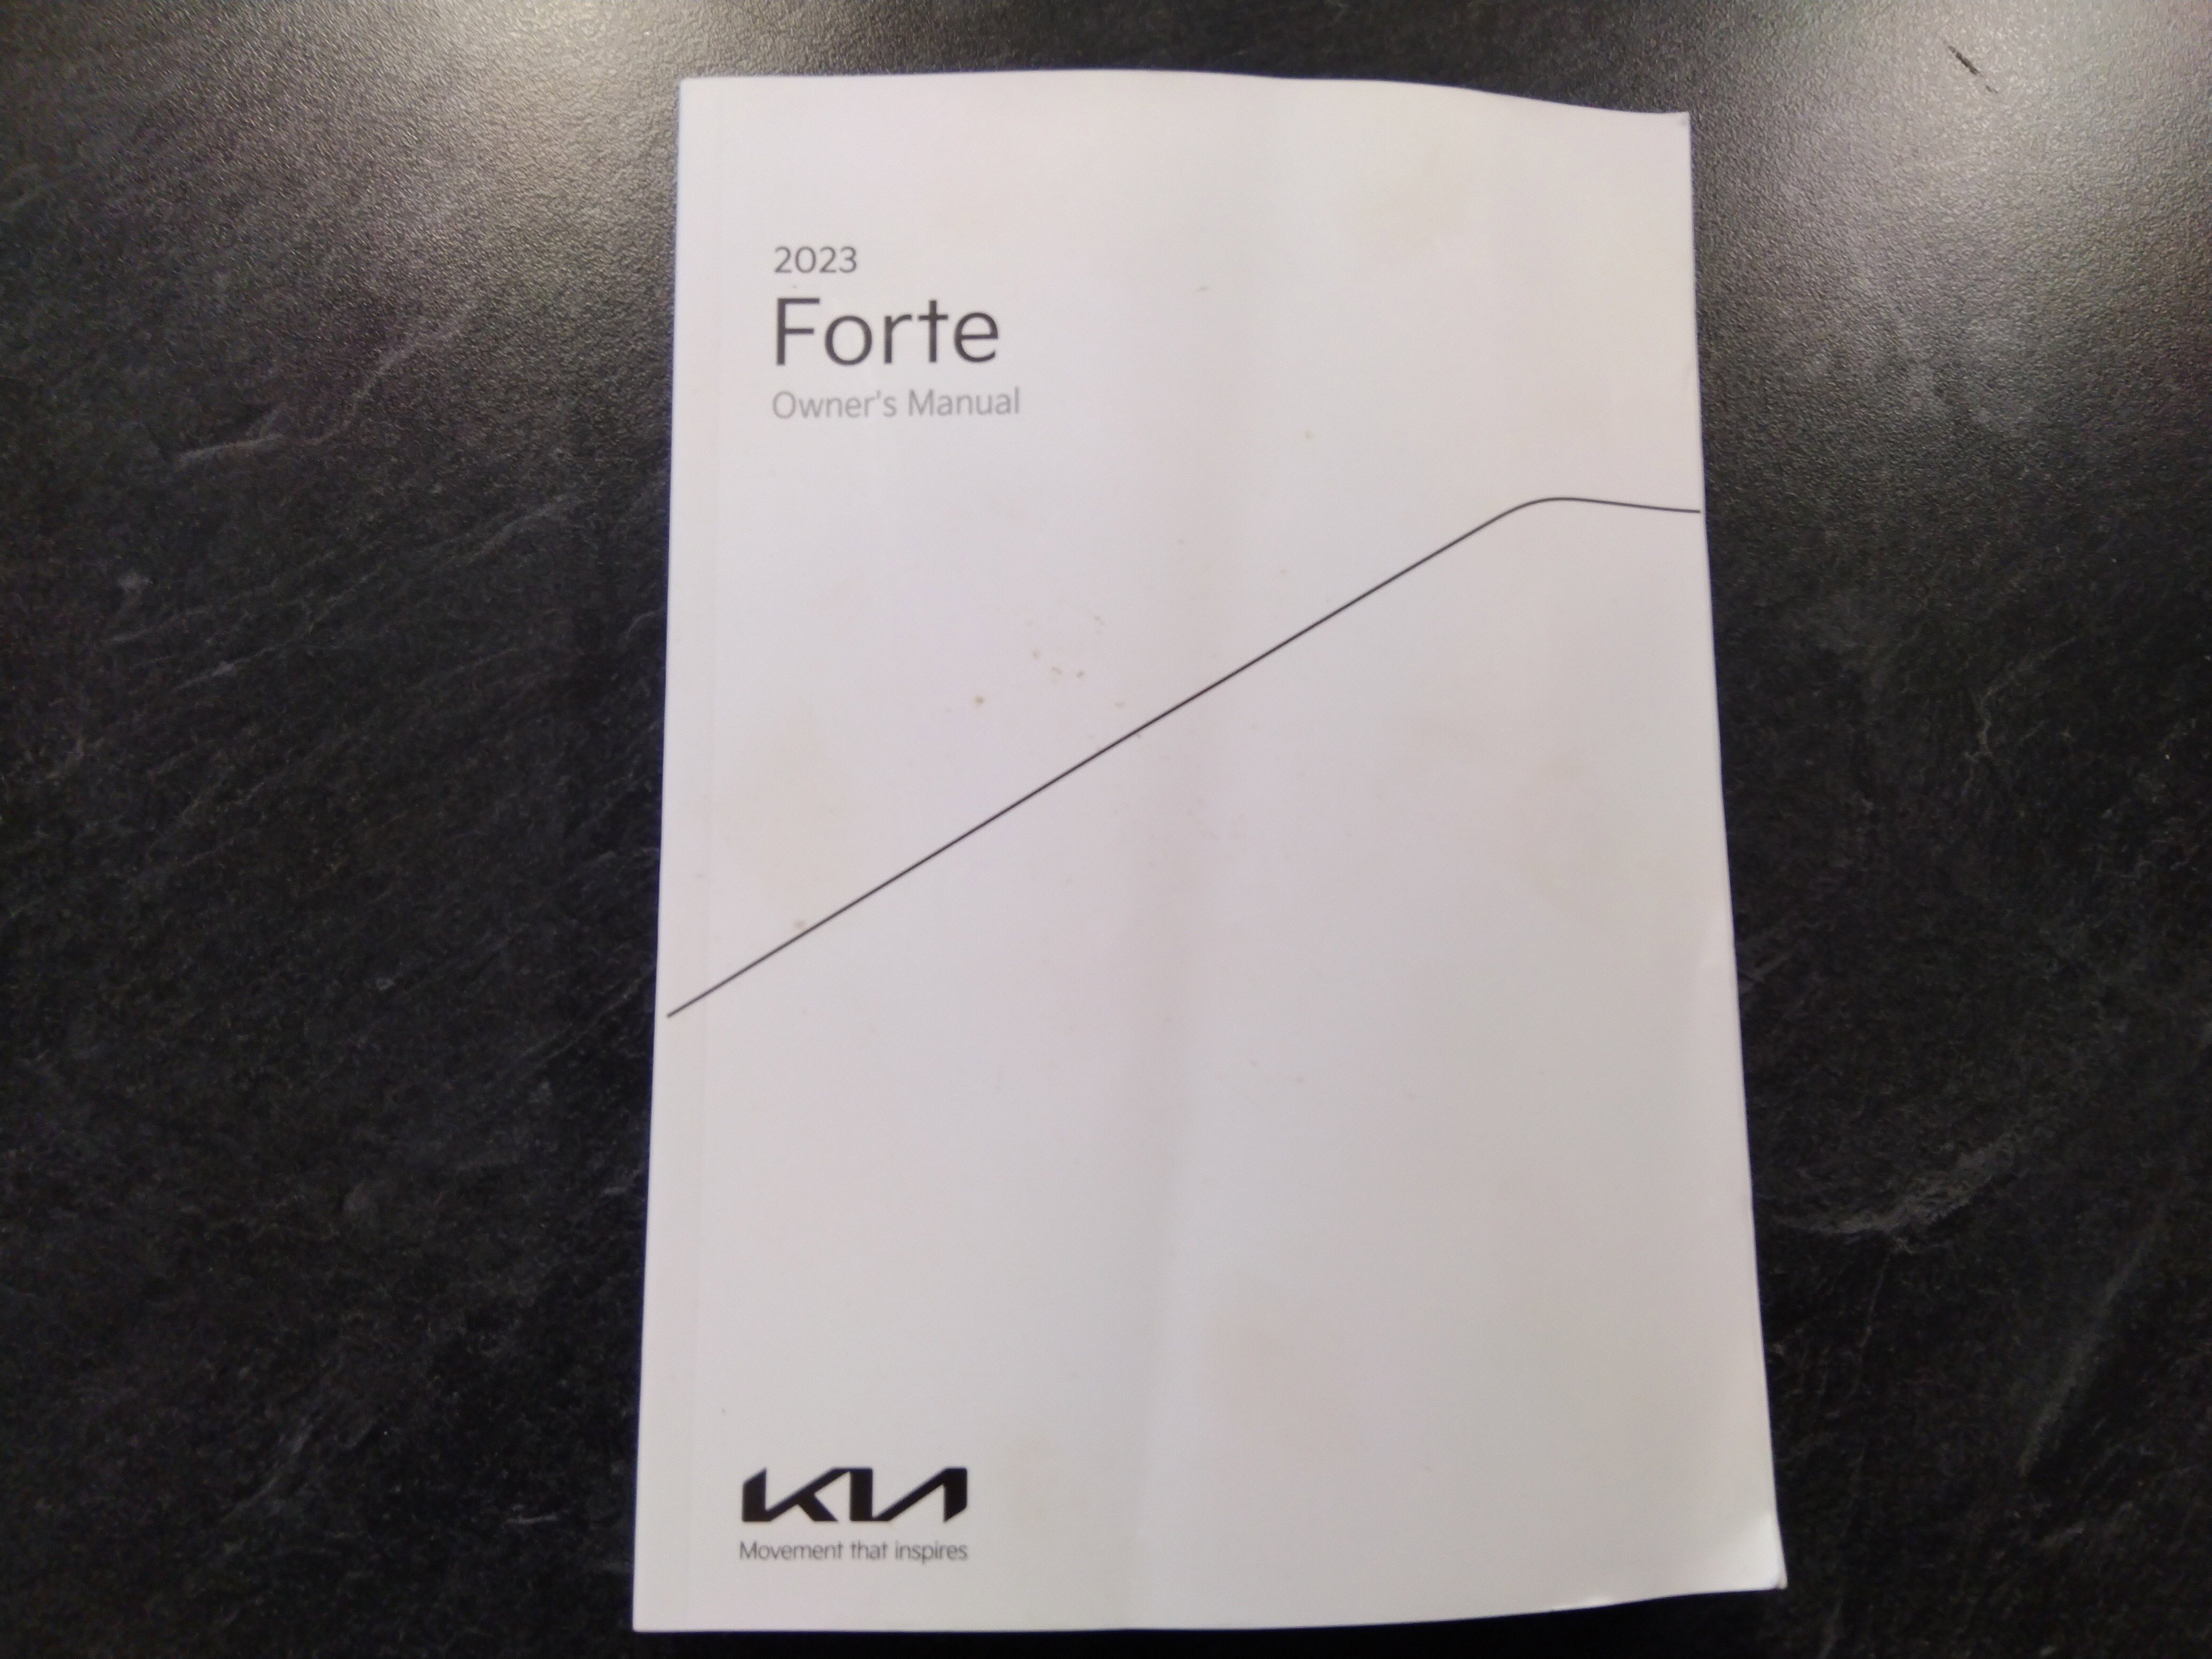 2023
Forte
Owner's Manual
KIA
Movement that inspires